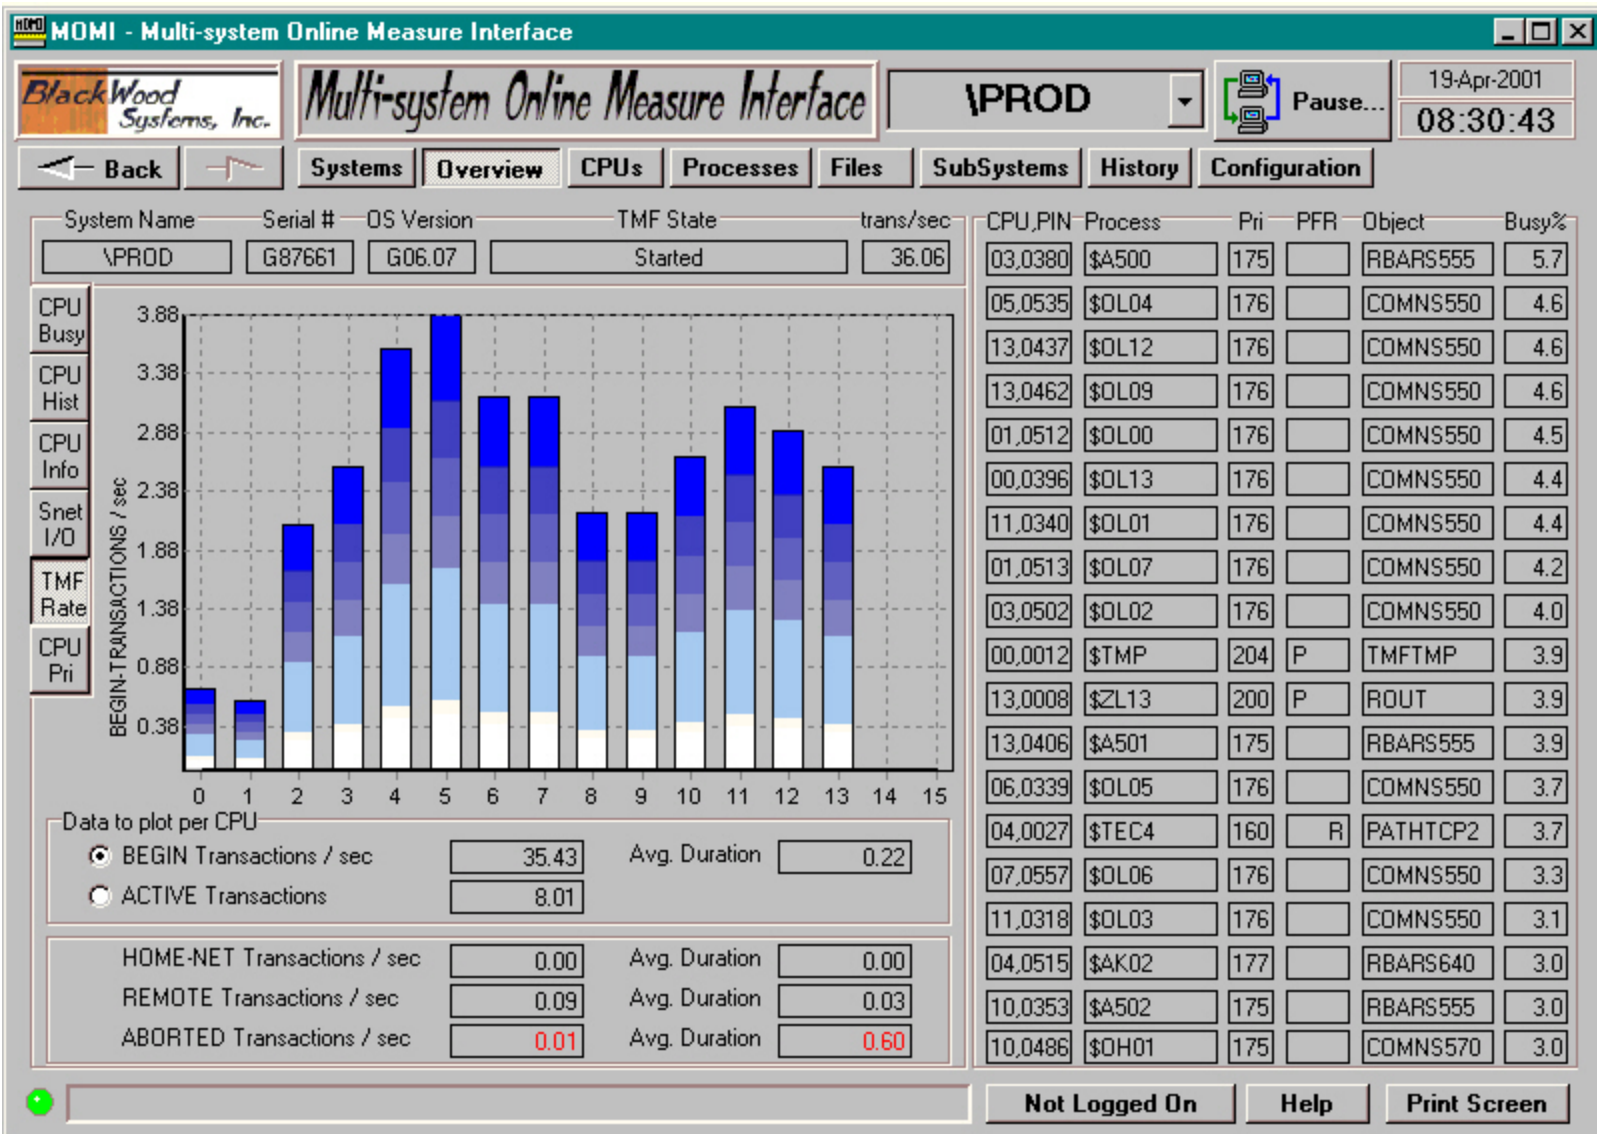 MOMI
MOMI - Multi-system Online Measure Interface
BlackWood
Systems, Inc.
Multi-system Online Measure Interface
\PROD
Pause...
19-Apr-2001
08:30:43
Back
Systems Overview CPUs Processes Files SubSystems History Configuration
System Name Serial # OS Version TMF State trans/sec
\PROD G87661 G06.07 Started 36.06
CPU
Busy
CPU
Hist
CPU
Info
Snet
I/O
TMF
Rate
CPU
Pri
BEGIN-TRANSACTIONS / sec
3.88
3.38
2.88
2.38
1.88
1.38
0.88
0.38
0 1 2 3 4 5 6 7 8 9 10 11 12 13 14 15
Data to plot per CPU
BEGIN Transactions / sec 35.43 Avg. Duration 0.22
ACTIVE Transactions 8.01
HOME-NET Transactions / sec 0.00 Avg. Duration 0.00
REMOTE Transactions / sec 0.09 Avg. Duration 0.03
ABORTED Transactions / sec 0.01 Avg. Duration 0.60
CPU,PIN Process Pri PFR Object Busy%
03,0380 $A500 175 RBARS555 5.7
05,0535 $OL04 176 COMNS550 4.6
13,0437 $OL12 176 COMNS550 4.6
13,0462 $OL09 176 COMNS550 4.6
01,0512 $OL00 176 COMNS550 4.5
00,0396 $OL13 176 COMNS550 4.4
11,0340 $OL01 176 COMNS550 4.4
01,0513 $OL07 176 COMNS550 4.2
03,0502 $OL02 176 COMNS550 4.0
00,0012 $TMP 204 P TMFTMP 3.9
13,0008 $ZL13 200 P ROUT 3.9
13,0406 $A501 175 RBARS555 3.9
06,0339 $OL05 176 COMNS550 3.7
04,0027 $TEC4 160 R PATHTCP2 3.7
07,0557 $OL06 176 COMNS550 3.3
11,0318 $OL03 176 COMNS550 3.1
04,0515 $AK02 177 RBARS640 3.0
10,0353 $A502 175 RBARS555 3.0
10,0486 $OH01 175 COMNS570 3.0
Not Logged On Help Print Screen